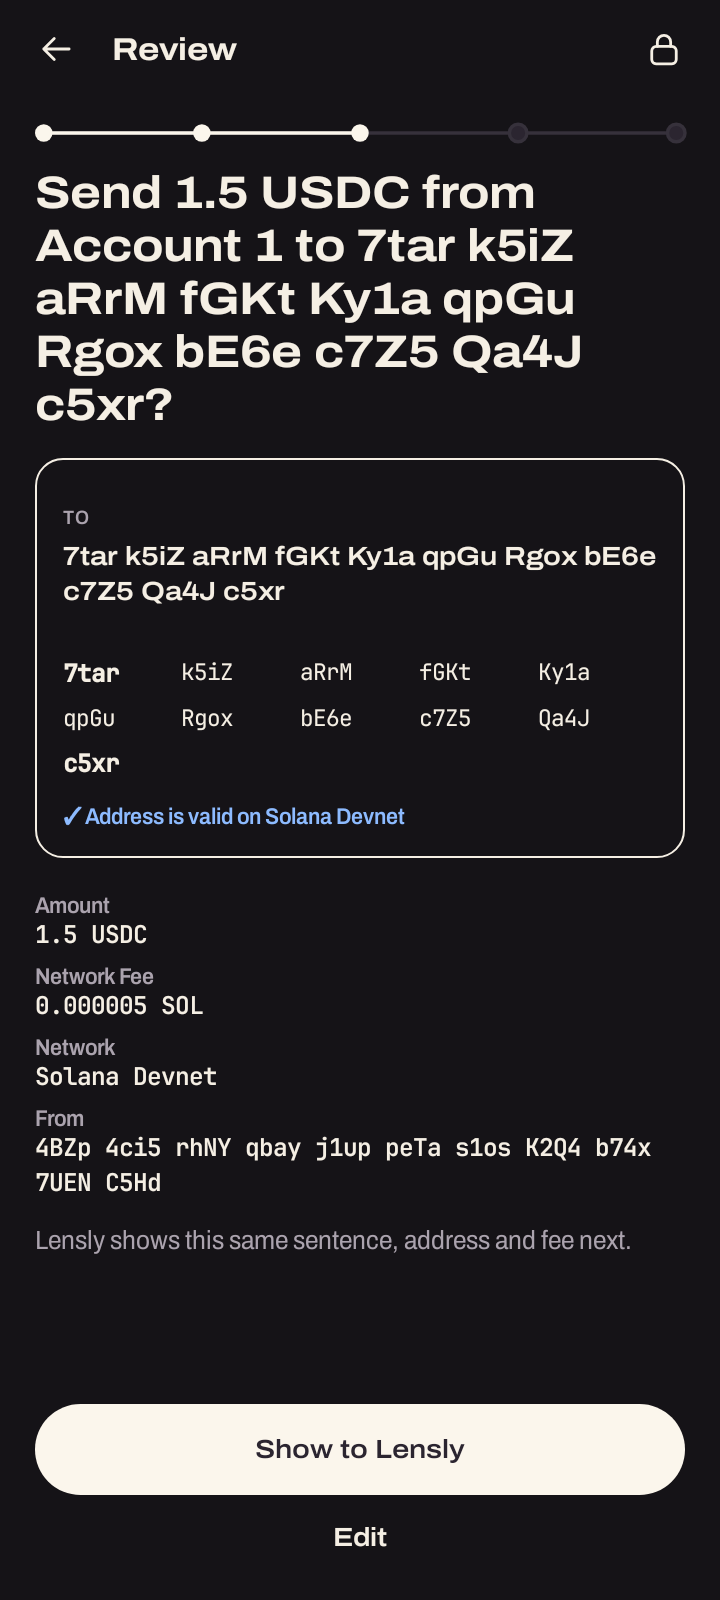 Review
Send 1.5 USDC from
Account 1 to 7tar k5iZ
aRrM fGKt Ky1a qpGu
Rgox bE6e c7Z5 Qa4J
c5xr?
TO
7tar k5iZ aRrM fGKt Ky1a qpGu Rgox bE6e
c7Z5 Qa4J c5xr
7tar k5iZ aRrM fGKt Ky1a
qpGu Rgox bE6e c7Z5 Qa4J
c5xr
✓ Address is valid on Solana Devnet
Amount
1.5 USDC
Network Fee
0.000005 SOL
Network
Solana Devnet
From
4BZp 4ci5 rhNY qbay j1up peTa s1os K2Q4 b74x
7UEN C5Hd
Lensly shows this same sentence, address and fee next.
Show to Lensly
Edit